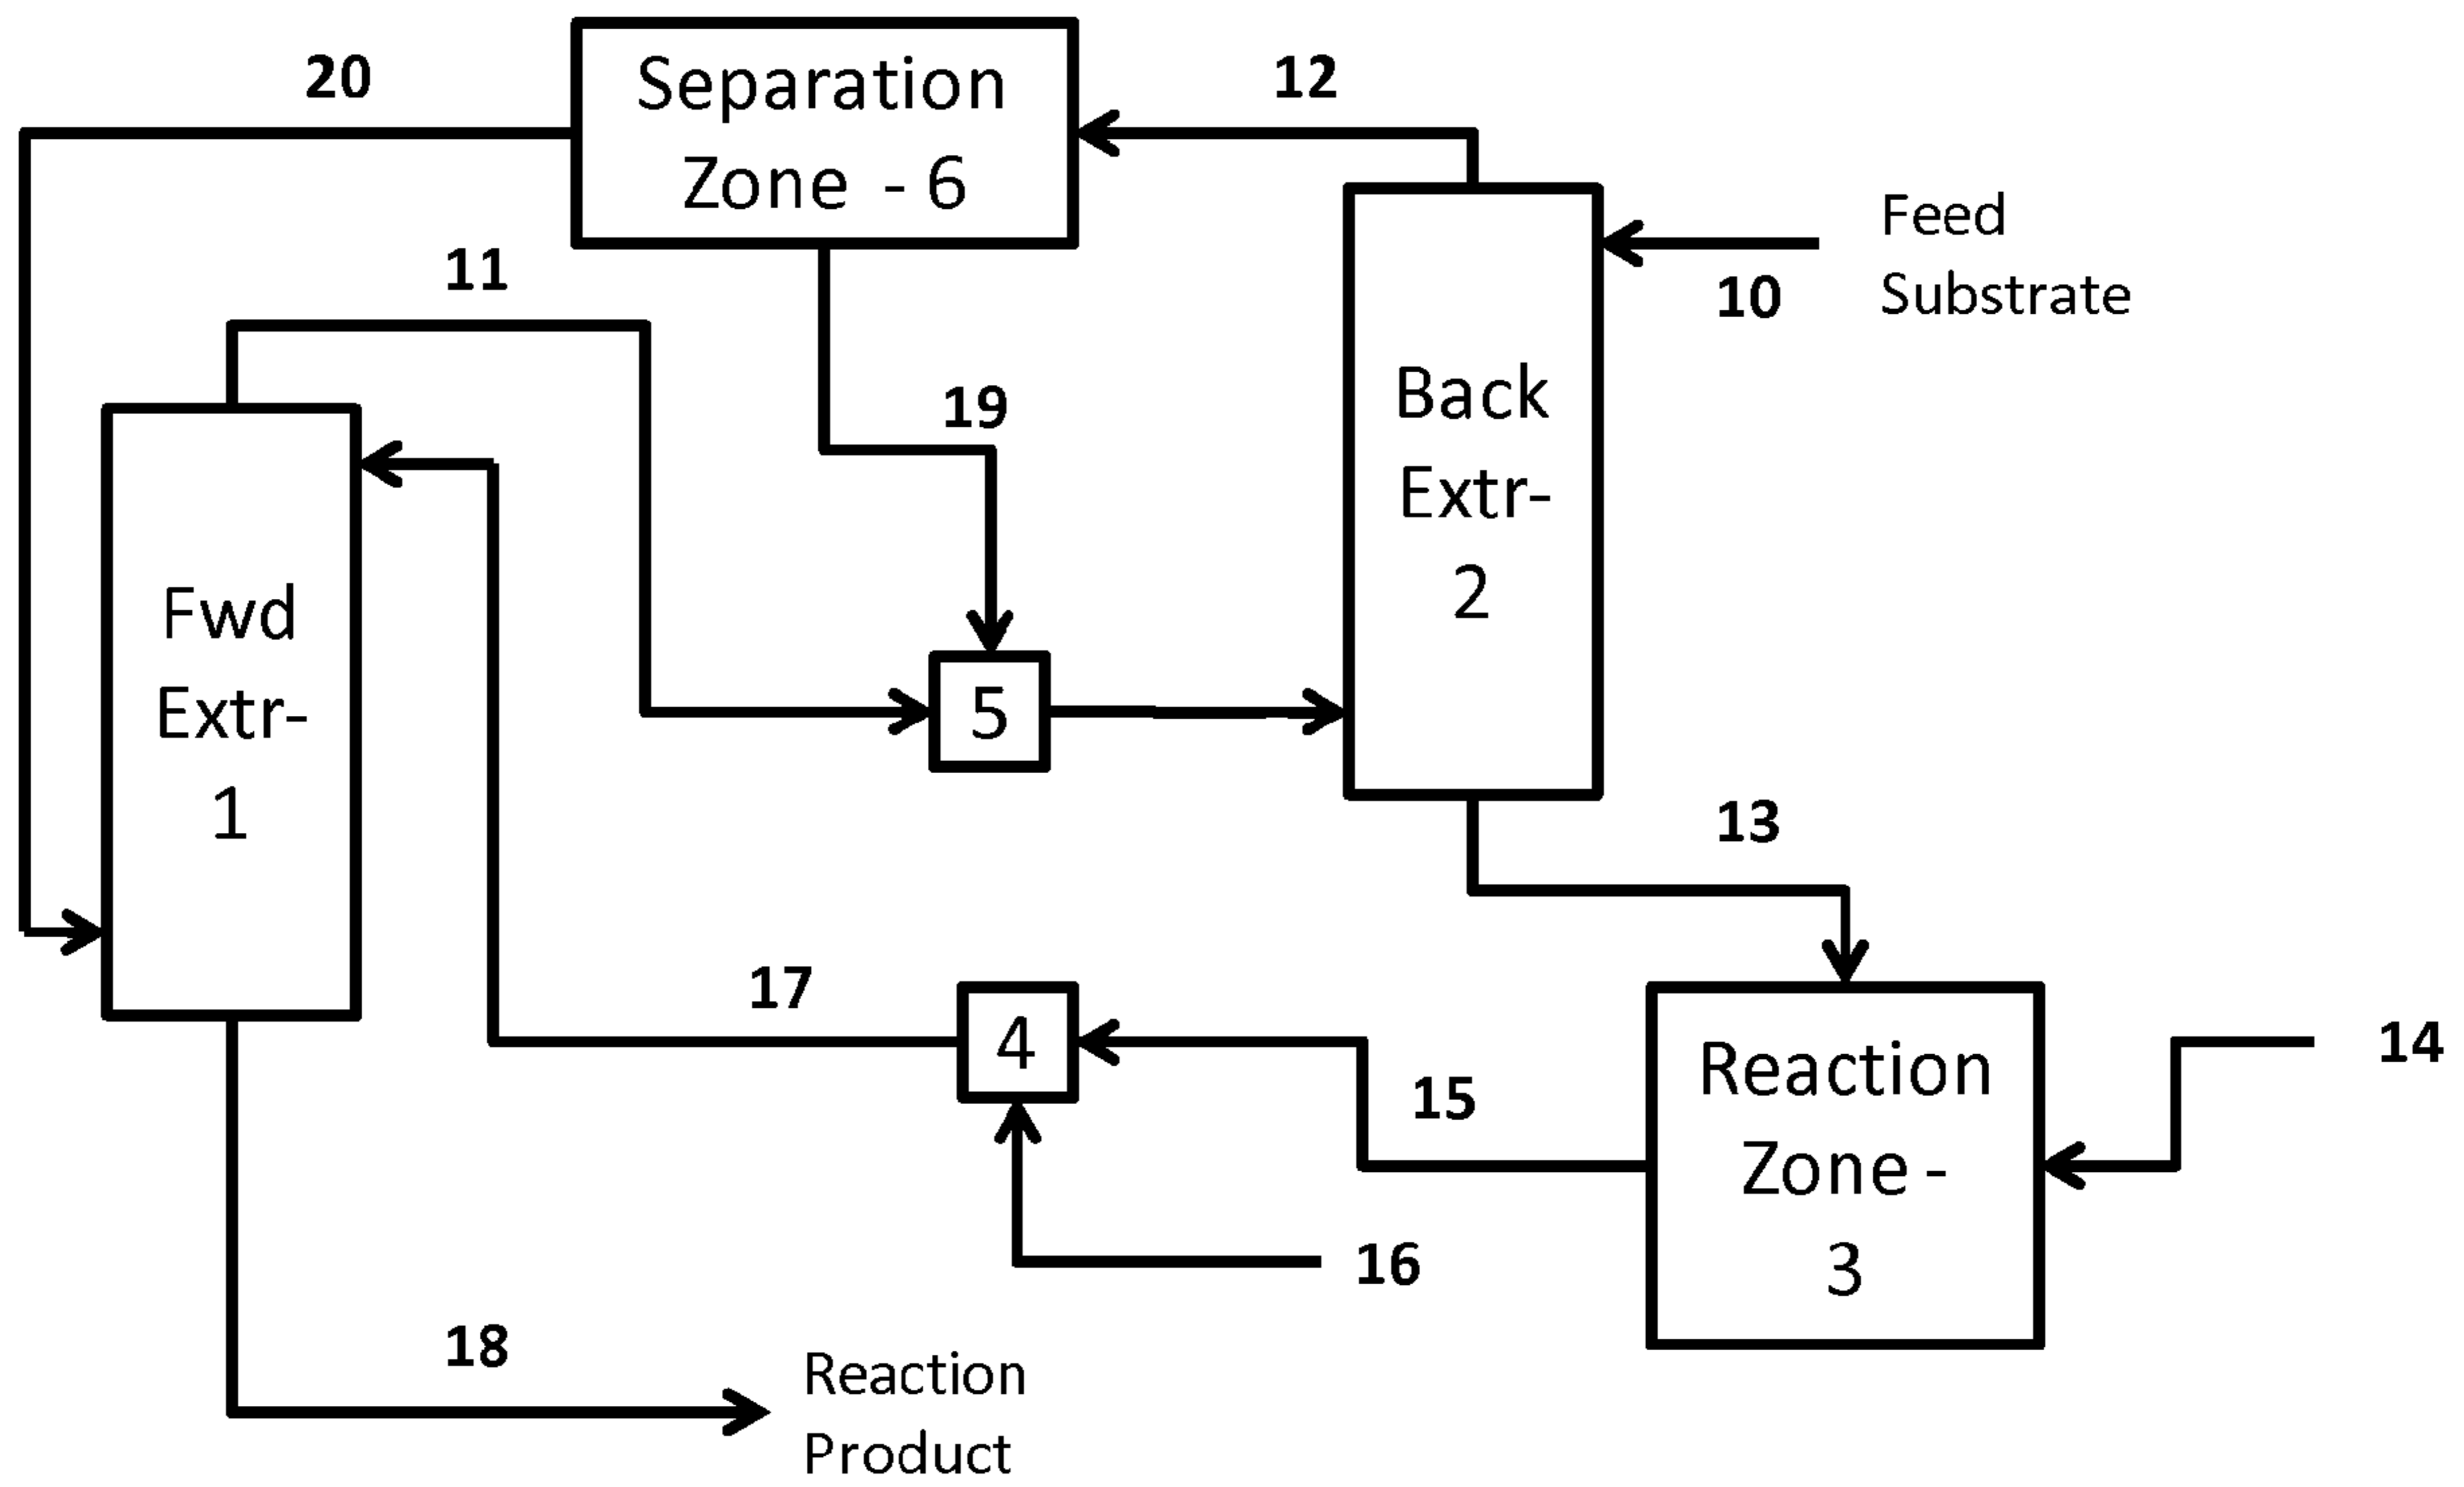 20
Separation
Zone - 6
12
Feed
Substrate
10
11
19
Back
Extr-
2
Fwd
Extr-
1
5
13
17
4
15
Reaction
Zone -
3
14
16
18
Reaction
Product